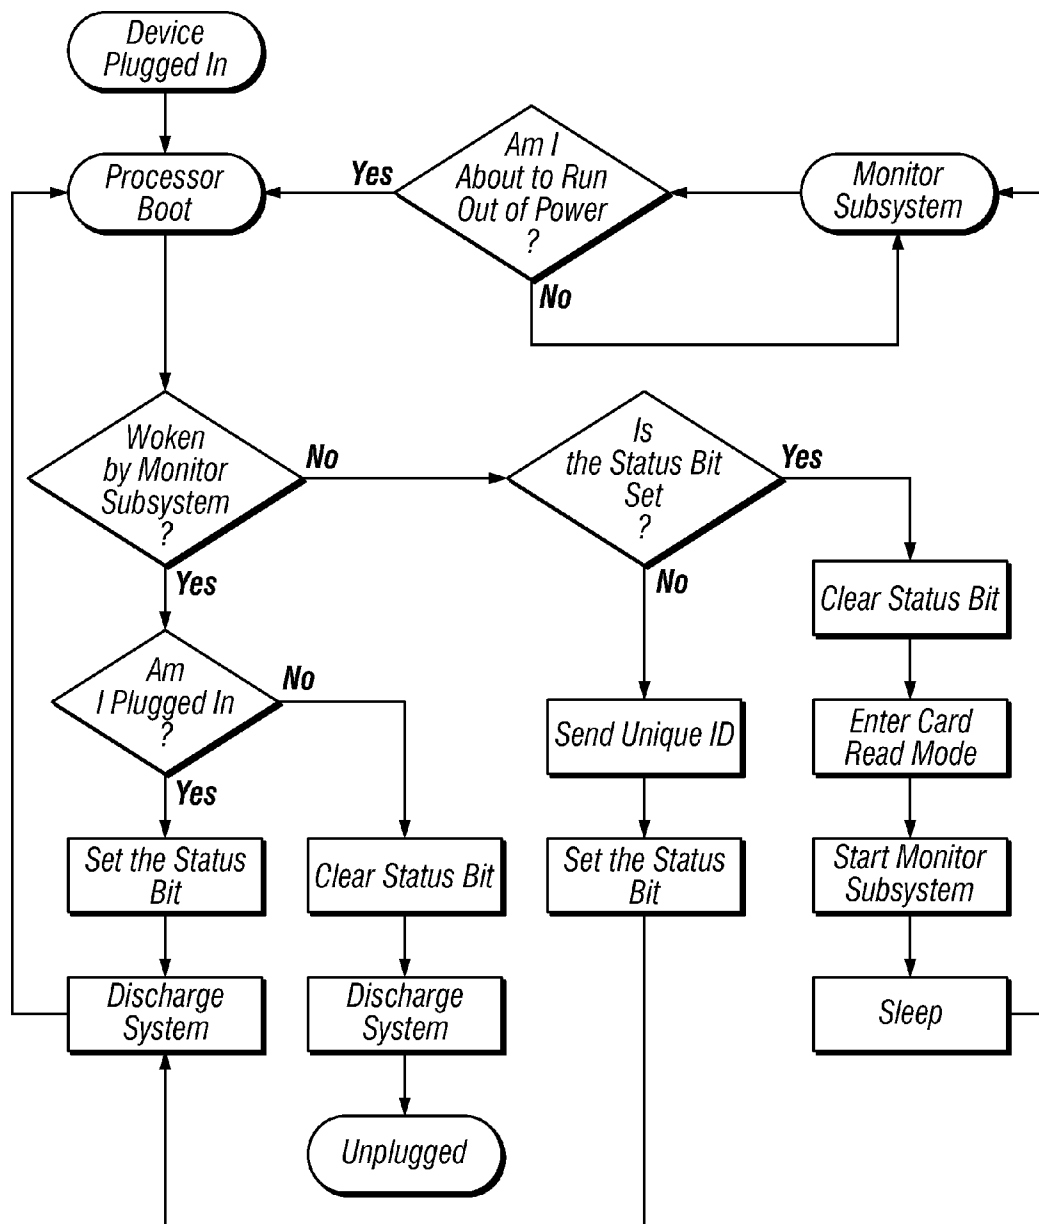 Device
Plugged In
Processor
Boot
Yes
Am I
About to Run
Out of Power
?
No
Monitor
Subsystem
Woken
by Monitor
Subsystem
?
No
Yes
Is
the Status Bit
Set
?
Yes
No
Clear Status Bit
Am
I Plugged In
?
No
Yes
Send Unique ID
Enter Card
Read Mode
Set the Status
Bit
Clear Status Bit
Set the Status
Bit
Start Monitor
Subsystem
Discharge
System
Discharge
System
Sleep
Unplugged